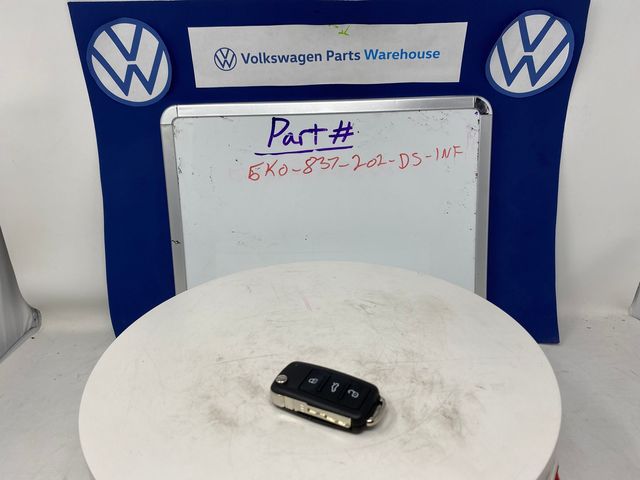 Volkswagen Parts Warehouse
Part #
5K0-837-202-DS-INF